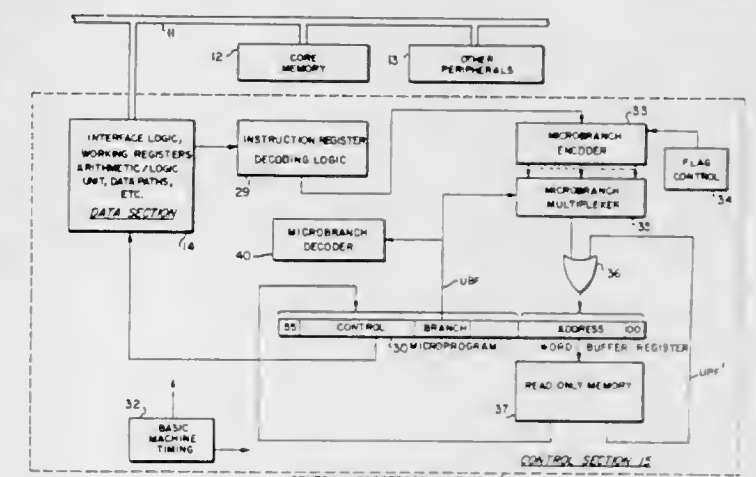 11
12
CORE
MEMORY
13
OTHER
PERIPHERALS
INTERFACE LOGIC,
WORKING REGISTERS
ARITHMETIC/LOGIC
UNIT, DATA PATHS,
ETC.
DATA SECTION
14
INSTRUCTION REGISTER
DECODING LOGIC
29
33
MICROBRANCH
ENCODER
FLAG
CONTROL
34
MICROBRANCH
MULTIPLEXER
35
MICROBRANCH
DECODER
40
UBF
36
55 CONTROL BRANCH ADDRESS 100
30 MICROPROGRAM WORD BUFFER REGISTER
READ ONLY MEMORY
37
UPF'
32
BASIC
MACHINE
TIMING
CONTROL SECTION 15